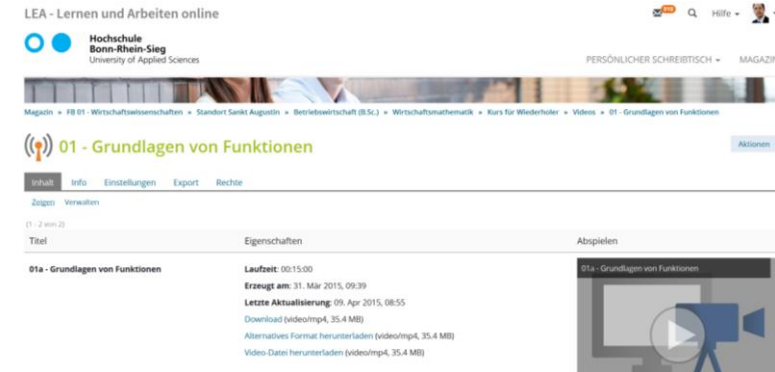 LEA - Lernen und Arbeiten online
Hilfe
Hochschule
Bonn-Rhein-Sieg
University of Applied Sciences
PERSÖNLICHER SCHREIBTISCH
MAGAZIN
Magazin » FB 01 - Wirtschaftswissenschaften » Standort Sankt Augustin » Betriebswirtschaft (B.Sc.) » Wirtschaftsmathematik » Kurs für Wiederholer » Videos » 01 - Grundlagen von Funktionen
01 - Grundlagen von Funktionen
Aktionen
Inhalt Info Einstellungen Export Rechte
Zeigen Verwalten
(1 - 2 von 2)
Titel Eigenschaften Abspielen
01a - Grundlagen von Funktionen
Laufzeit: 00:15:00
Erzeugt am: 31. Mär 2015, 09:39
Letzte Aktualisierung: 09. Apr 2015, 08:55
Download (video/mp4, 35.4 MB)
Alternatives Format herunterladen (video/mp4, 35.4 MB)
Video-Datei herunterladen (video/mp4, 35.4 MB)
01a - Grundlagen von Funktionen